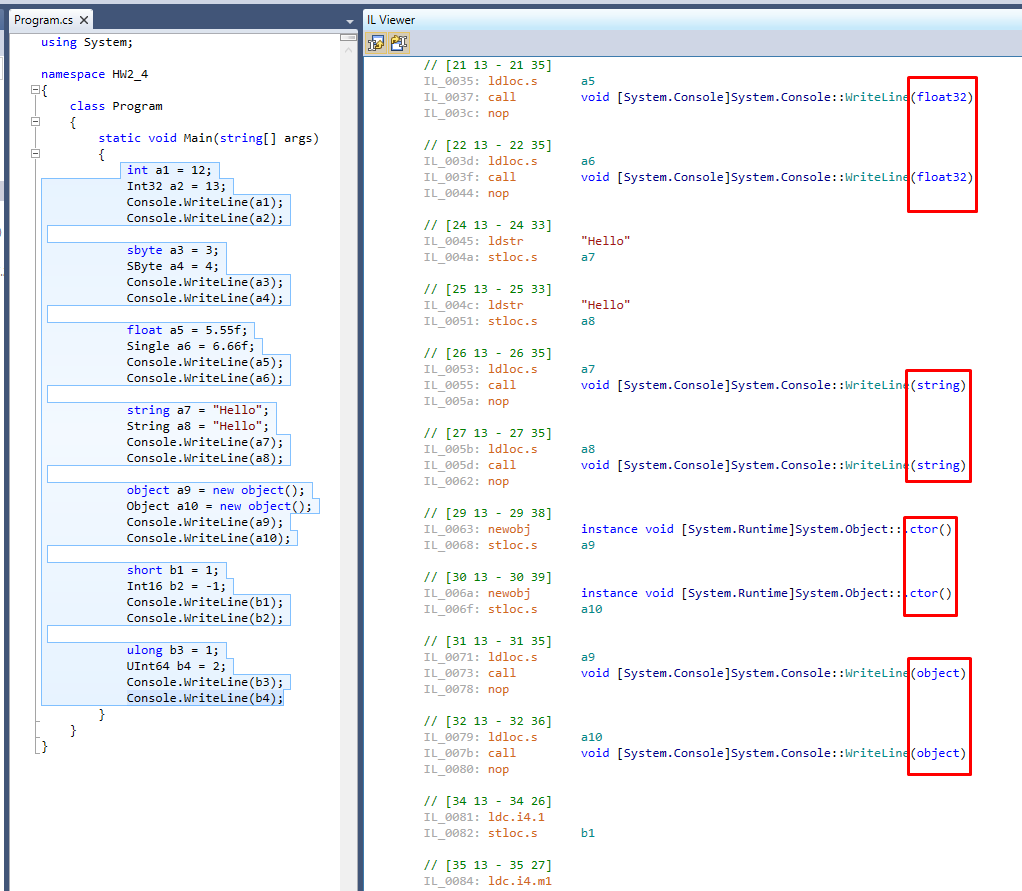 Program.cs
using System;
namespace HW2_4
{
class Program
{
static void Main(string[] args)
{
int a1 = 12;
Int32 a2 = 13;
Console.WriteLine(a1);
Console.WriteLine(a2);
sbyte a3 = 3;
SByte a4 = 4;
Console.WriteLine(a3);
Console.WriteLine(a4);
float a5 = 5.55f;
Single a6 = 6.66f;
Console.WriteLine(a5);
Console.WriteLine(a6);
string a7 = "Hello";
String a8 = "Hello";
Console.WriteLine(a7);
Console.WriteLine(a8);
object a9 = new object();
Object a10 = new object();
Console.WriteLine(a9);
Console.WriteLine(a10);
short b1 = 1;
Int16 b2 = -1;
Console.WriteLine(b1);
Console.WriteLine(b2);
ulong b3 = 1;
UInt64 b4 = 2;
Console.WriteLine(b3);
Console.WriteLine(b4);
}
}
}
IL Viewer
// [21 13 - 21 35]
IL_0035: ldloc.s a5
IL_0037: call void [System.Console]System.Console::WriteLine(float32)
IL_003c: nop
// [22 13 - 22 35]
IL_003d: ldloc.s a6
IL_003f: call void [System.Console]System.Console::WriteLine(float32)
IL_0044: nop
// [24 13 - 24 33]
IL_0045: ldstr "Hello"
IL_004a: stloc.s a7
// [25 13 - 25 33]
IL_004c: ldstr "Hello"
IL_0051: stloc.s a8
// [26 13 - 26 35]
IL_0053: ldloc.s a7
IL_0055: call void [System.Console]System.Console::WriteLine(string)
IL_005a: nop
// [27 13 - 27 35]
IL_005b: ldloc.s a8
IL_005d: call void [System.Console]System.Console::WriteLine(string)
IL_0062: nop
// [29 13 - 29 38]
IL_0063: newobj instance void [System.Runtime]System.Object::.ctor()
IL_0068: stloc.s a9
// [30 13 - 30 39]
IL_006a: newobj instance void [System.Runtime]System.Object::.ctor()
IL_006f: stloc.s a10
// [31 13 - 31 35]
IL_0071: ldloc.s a9
IL_0073: call void [System.Console]System.Console::WriteLine(object)
IL_0078: nop
// [32 13 - 32 36]
IL_0079: ldloc.s a10
IL_007b: call void [System.Console]System.Console::WriteLine(object)
IL_0080: nop
// [34 13 - 34 26]
IL_0081: ldc.i4.1
IL_0082: stloc.s b1
// [35 13 - 35 27]
IL_0084: ldc.i4.m1